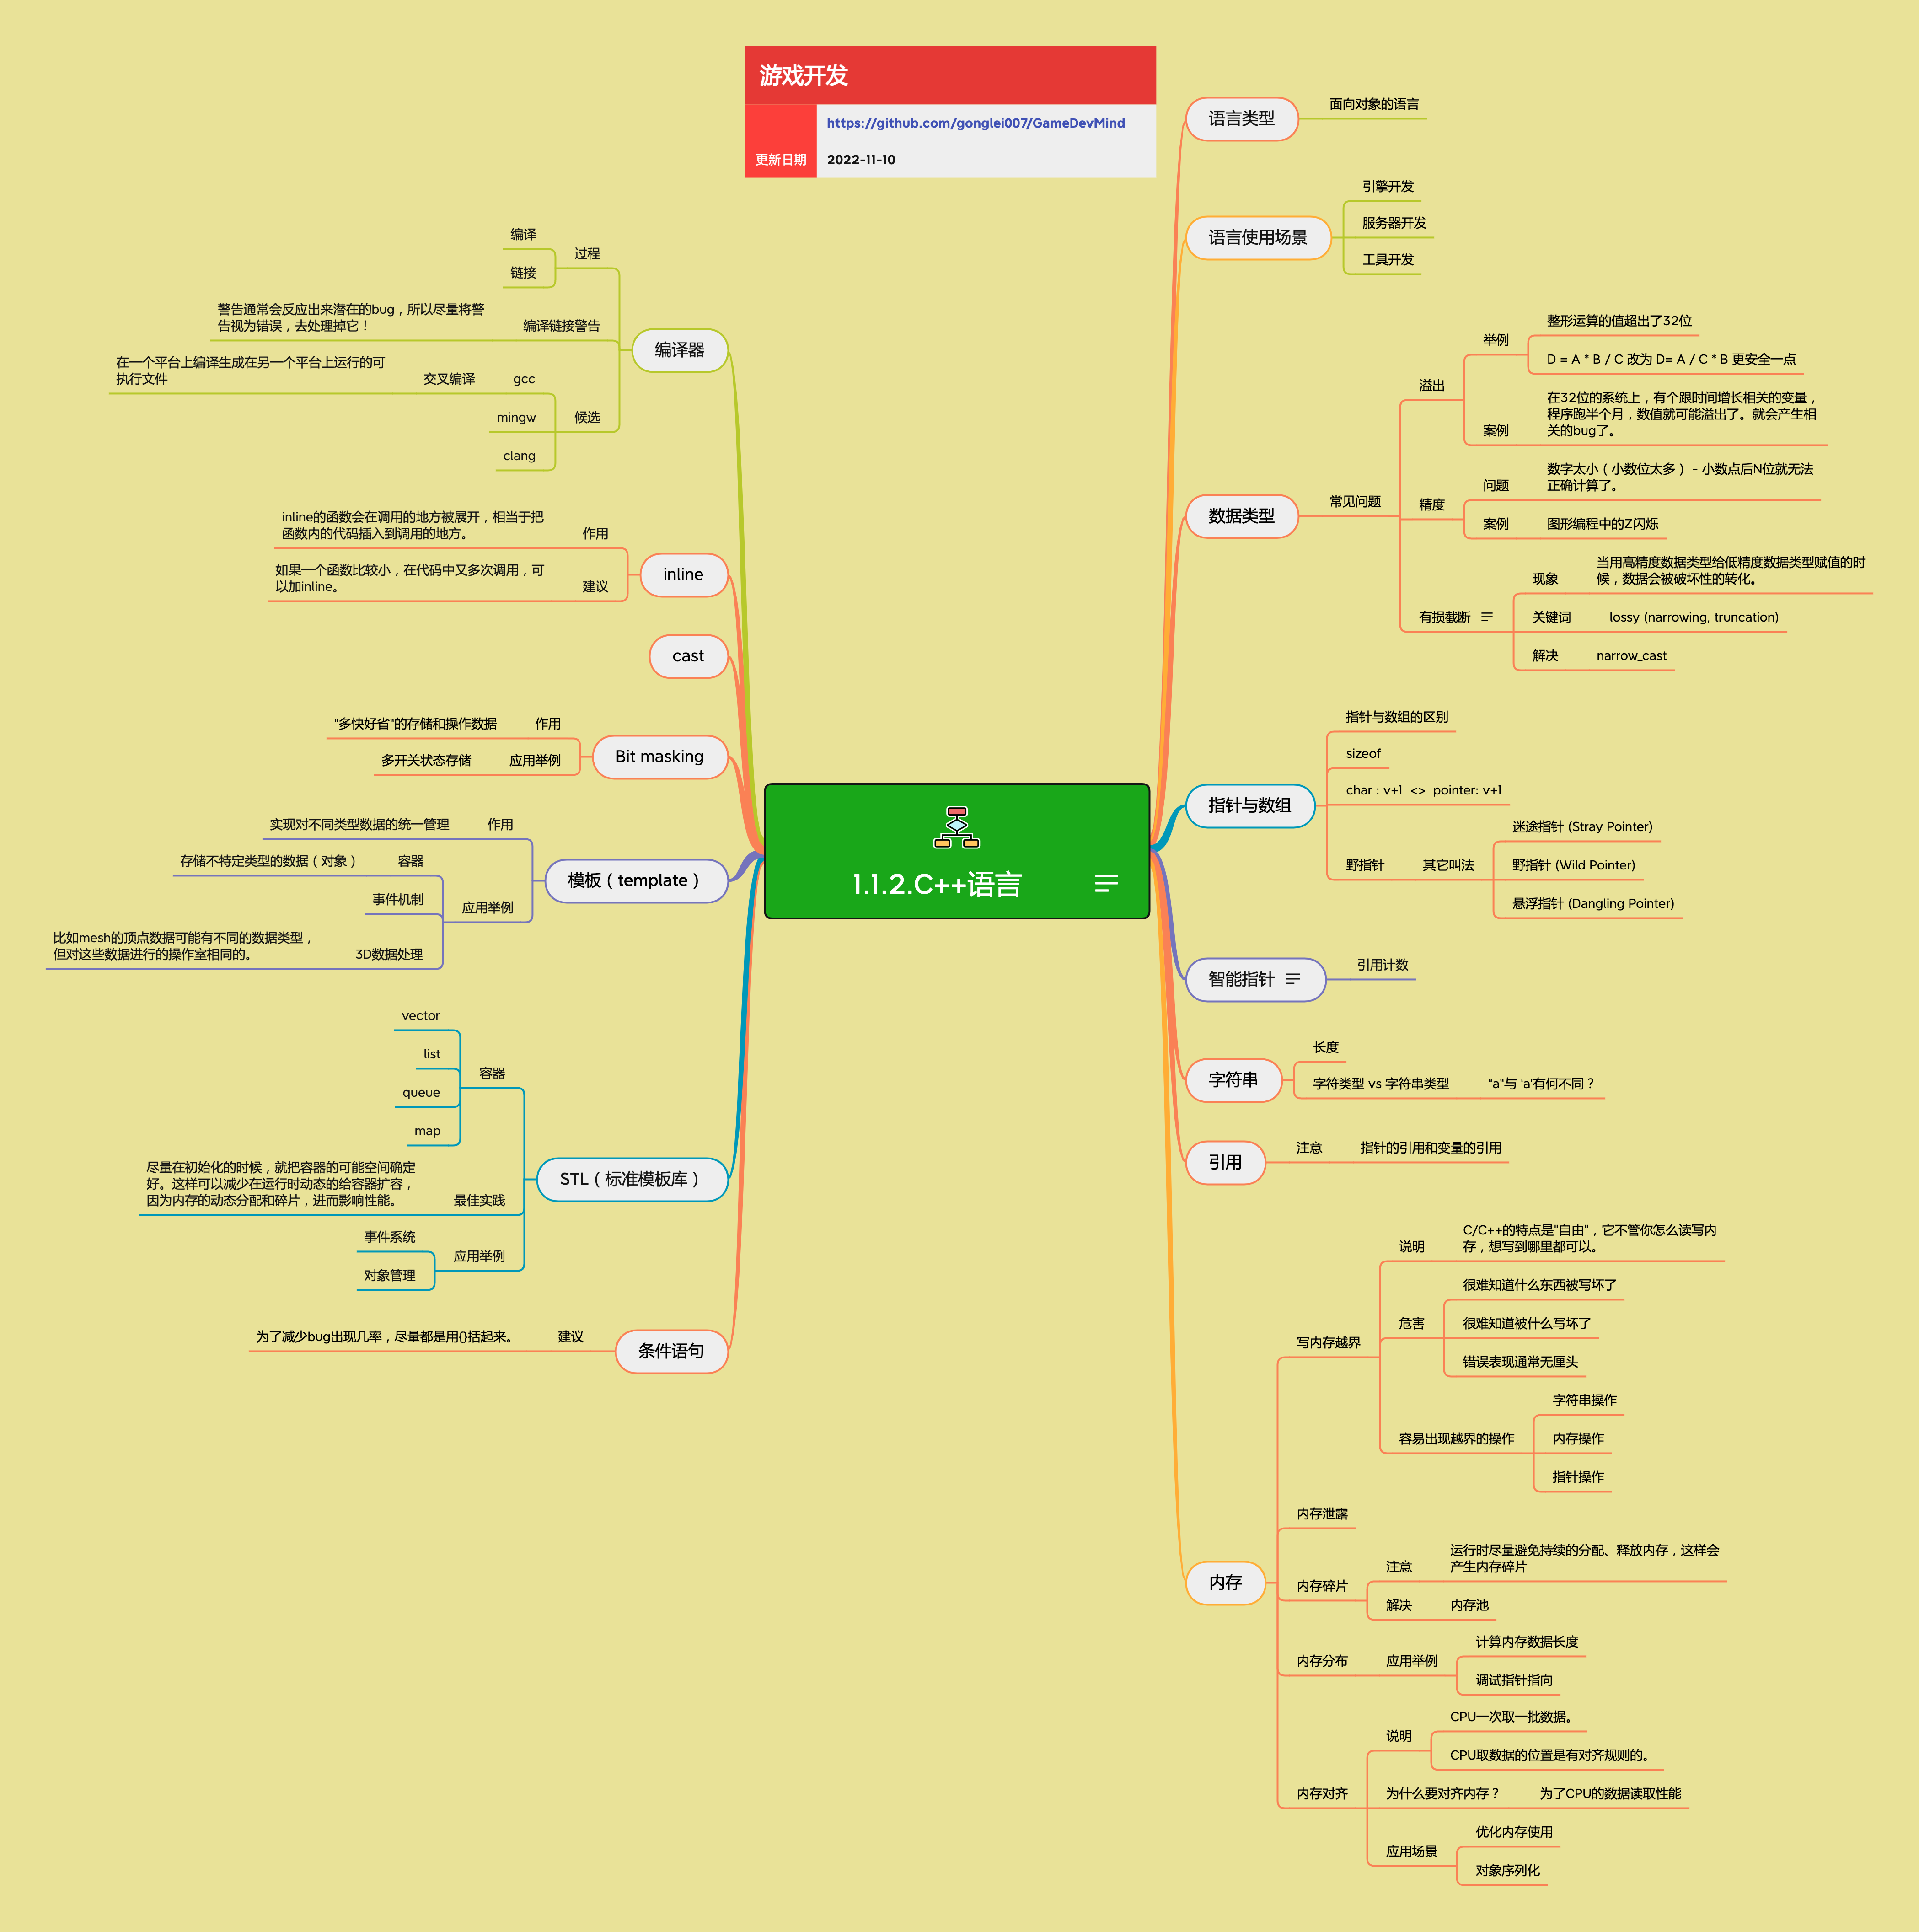 游戏开发
https://github.com/gonglei007/GameDevMind
更新日期
2022-11-10
1.1.2.C++语言
语言类型
面向对象的语言
语言使用场景
引擎开发
服务器开发
工具开发
数据类型
常见问题
溢出
举例
整形运算的值超出了32位
D = A * B / C 改为 D= A / C * B 更安全一点
案例
在32位的系统上，有个跟时间增长相关的变量，
程序跑半个月，数值就可能溢出了。就会产生相
关的bug了。
精度
问题
数字太小（小数位太多） - 小数点后N位就无法
正确计算了。
案例
图形编程中的Z闪烁
有损截断
现象
当用高精度数据类型给低精度数据类型赋值的时
候，数据会被破坏性的转化。
关键词
lossy (narrowing, truncation)
解决
narrow_cast
指针与数组
指针与数组的区别
sizeof
char : v+1 <> pointer: v+1
野指针
其它叫法
迷途指针 (Stray Pointer)
野指针 (Wild Pointer)
悬浮指针 (Dangling Pointer)
智能指针
引用计数
字符串
长度
字符类型 vs 字符串类型
"a"与 'a'有何不同？
引用
注意
指针的引用和变量的引用
内存
写内存越界
说明
C/C++的特点是"自由"，它不管你怎么读写内
存，想写到哪里都可以。
危害
很难知道什么东西被写坏了
很难知道被什么写坏了
错误表现通常无厘头
容易出现越界的操作
字符串操作
内存操作
指针操作
内存泄露
内存碎片
注意
运行时尽量避免持续的分配、释放内存，这样会
产生内存碎片
解决
内存池
内存分布
应用举例
计算内存数据长度
调试指针指向
内存对齐
说明
CPU一次取一批数据。
CPU取数据的位置是有对齐规则的。
为什么要对齐内存？
为了CPU的数据读取性能
应用场景
优化内存使用
对象序列化
编译器
过程
编译
链接
编译链接警告
警告通常会反应出来潜在的bug，所以尽量将警
告视为错误，去处理掉它！
候选
gcc
交叉编译
在一个平台上编译生成在另一个平台上运行的可
执行文件
mingw
clang
inline
作用
inline的函数会在调用的地方被展开，相当于把
函数内的代码插入到调用的地方。
建议
如果一个函数比较小，在代码中又多次调用，可
以加inline。
cast
Bit masking
作用
"多快好省"的存储和操作数据
应用举例
多开关状态存储
模板（template）
作用
实现对不同类型数据的统一管理
应用举例
容器
存储不特定类型的数据（对象）
事件机制
3D数据处理
比如mesh的顶点数据可能有不同的数据类型，
但对这些数据进行的操作室相同的。
STL（标准模板库）
容器
vector
list
queue
map
最佳实践
尽量在初始化的时候，就把容器的可能空间确定
好。这样可以减少在运行时动态的给容器扩容，
因为内存的动态分配和碎片，进而影响性能。
应用举例
事件系统
对象管理
条件语句
建议
为了减少bug出现几率，尽量都是用{}括起来。